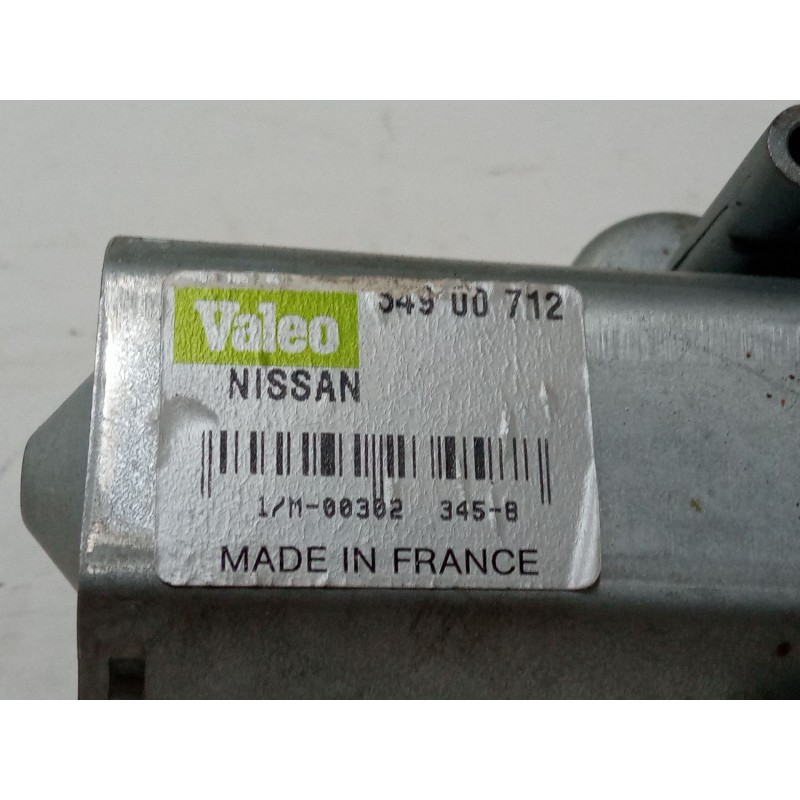 Valeo 349 00 712
NISSAN
1/M-00302 345-8
MADE IN FRANCE